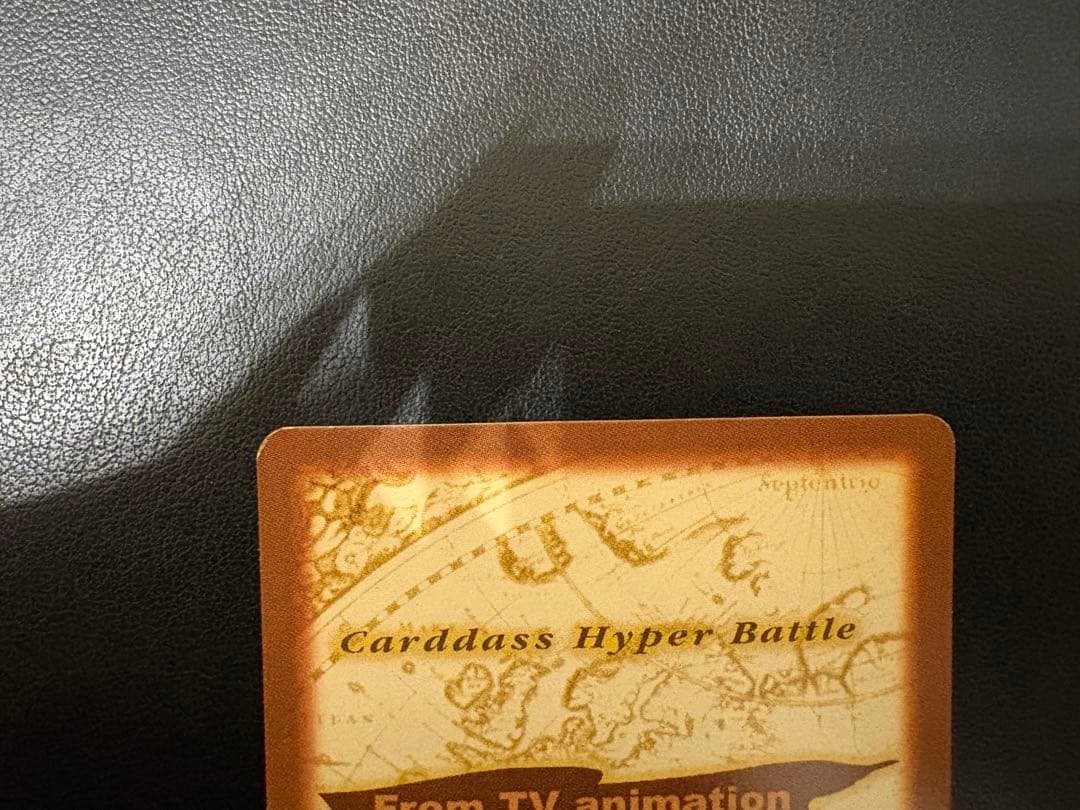 Septentrio
Carddass Hyper Battle
From TV animation